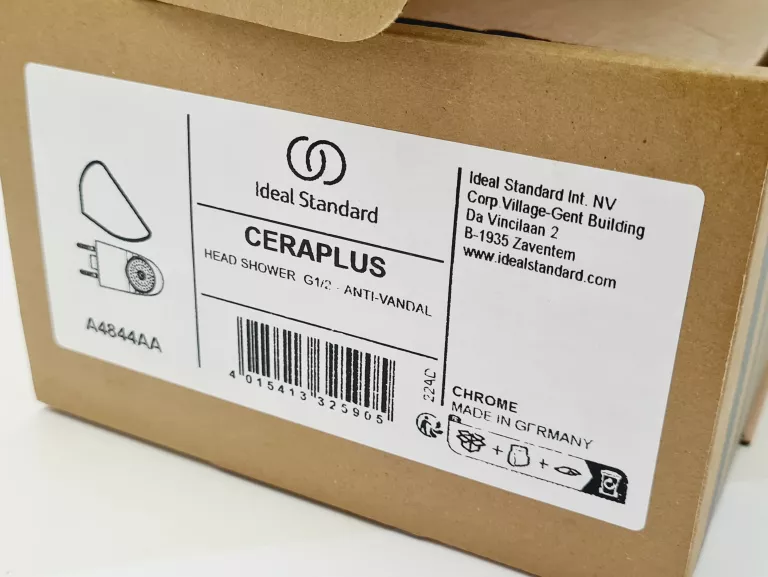 A4844AA
Ideal Standard
CERAPLUS
HEAD SHOWER G1/2 - ANTI-VANDAL
4 015413 325905
Ideal Standard Int. NV
Corp.Village-Gent Building
Da Vincilaan 2
B-1935 Zaventem
www.idealstandard.com
CHROME
MADE IN GERMANY
+ +